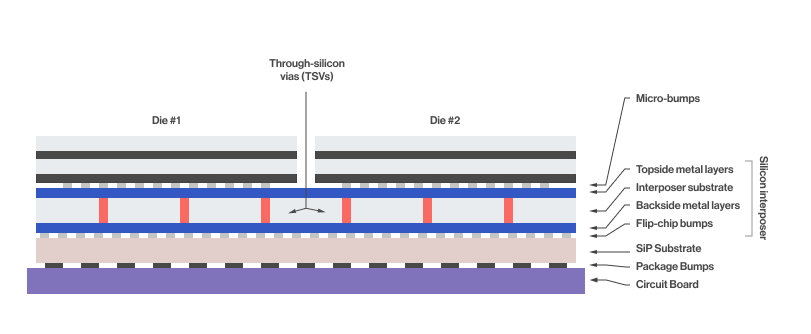 Through-silicon
vias (TSVs)
Die #1
Die #2
Micro-bumps
Topside metal layers
Interposer substrate
Backside metal layers
Flip-chip bumps
Silicon interposer
SiP Substrate
Package Bumps
Circuit Board